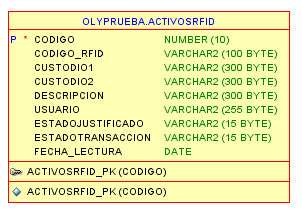 OLYPRUEBA.ACTIVOSRFID
P * CODIGO NUMBER (10)
CODIGO_RFID VARCHAR2 (100 BYTE)
CUSTODIO1 VARCHAR2 (300 BYTE)
CUSTODIO2 VARCHAR2 (300 BYTE)
DESCRIPCION VARCHAR2 (300 BYTE)
USUARIO VARCHAR2 (255 BYTE)
ESTADOJUSTIFICADO VARCHAR2 (15 BYTE)
ESTADOTRANSACCION VARCHAR2 (15 BYTE)
FECHA_LECTURA DATE
ACTIVOSRFID_PK (CODIGO)
ACTIVOSRFID_PK (CODIGO)